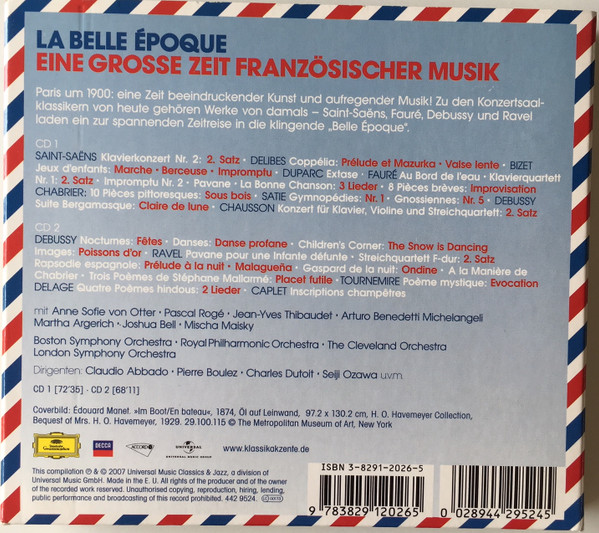 LA BELLE ÉPOQUE
EINE GROSSE ZEIT FRANZÖSISCHER MUSIK
Paris um 1900: eine Zeit beeindruckender Kunst und aufregender Musik! Zu den Konzertsaal-
klassikern von heute gehören Werke von damals – Saint-Saëns, Fauré, Debussy und Ravel
laden ein zur spannenden Zeitreise in die klingende „Belle Époque".
CD 1
SAINT-SAËNS Klavierkonzert Nr. 2: 2. Satz · DELIBES Coppélia: Prélude et Mazurka · Valse lente · BIZET
Jeux d'enfants: Marche · Berceuse · Impromptu · DUPARC Extase · FAURÉ Au Bord de l'eau · Klavierquartett
Nr. 1: 2. Satz · Impromptu Nr. 2 · Pavane · La Bonne Chanson: 3 Lieder · 8 Pièces brèves: Improvisation
CHABRIER: 10 Pièces pittoresques: Sous bois · SATIE Gymnopédies: Nr. 1 · Gnossiennes: Nr. 5 · DEBUSSY
Suite Bergamasque: Claire de lune · CHAUSSON Konzert für Klavier, Violine und Streichquartett: 2. Satz
CD 2
DEBUSSY Nocturnes: Fêtes · Danses: Danse profane · Children's Corner: The Snow is Dancing
Images: Poissons d'or · RAVEL Pavane pour une Infante défunte · Streichquartett F-dur: 2. Satz
Rapsodie espagnole: Prélude à la nuit · Malagueña · Gaspard de la nuit: Ondine · A la Manière de
Chabrier · Trois Poèmes de Stéphane Mallarmé: Placet futile · TOURNEMIRE Poème mystique: Evocation
DELAGE Quatre Poèmes hindous: 2 Lieder · CAPLET Inscriptions champêtres
mit Anne Sofie von Otter · Pascal Rogé · Jean-Yves Thibaudet · Arturo Benedetti Michelangeli
Martha Argerich · Joshua Bell · Mischa Maisky
Boston Symphony Orchestra · Royal Philharmonic Orchestra · The Cleveland Orchestra
London Symphony Orchestra
Dirigenten: Claudio Abbado · Pierre Boulez · Charles Dutoit · Seiji Ozawa u.v.m.
CD 1 [72'35] · CD 2 [68'11]
Coverbild: Édouard Manet. »Im Boot/En bateau«, 1874, Öl auf Leinwand, 97.2 x 130.2 cm, H. O. Havemeyer Collection,
Bequest of Mrs. H. O. Havemeyer, 1929. 29.100.115 © The Metropolitan Museum of Art, New York
Deutsche Grammophon DECCA ACCORD UNIVERSAL UNIVERSAL MUSIC GROUP www.klassikakzente.de
This compilation ℗ & © 2007 Universal Music Classics & Jazz, a division of
Universal Music GmbH. Made in the E. U. All rights of the producer and of the owner
of the recorded work reserved. Unauthorised copying, reproduction, hiring, lending,
public performance and broadcasting of this record prohibited. 442 9524
ISBN 3-8291-2026-5
9 783829 120265
0 028944 295245